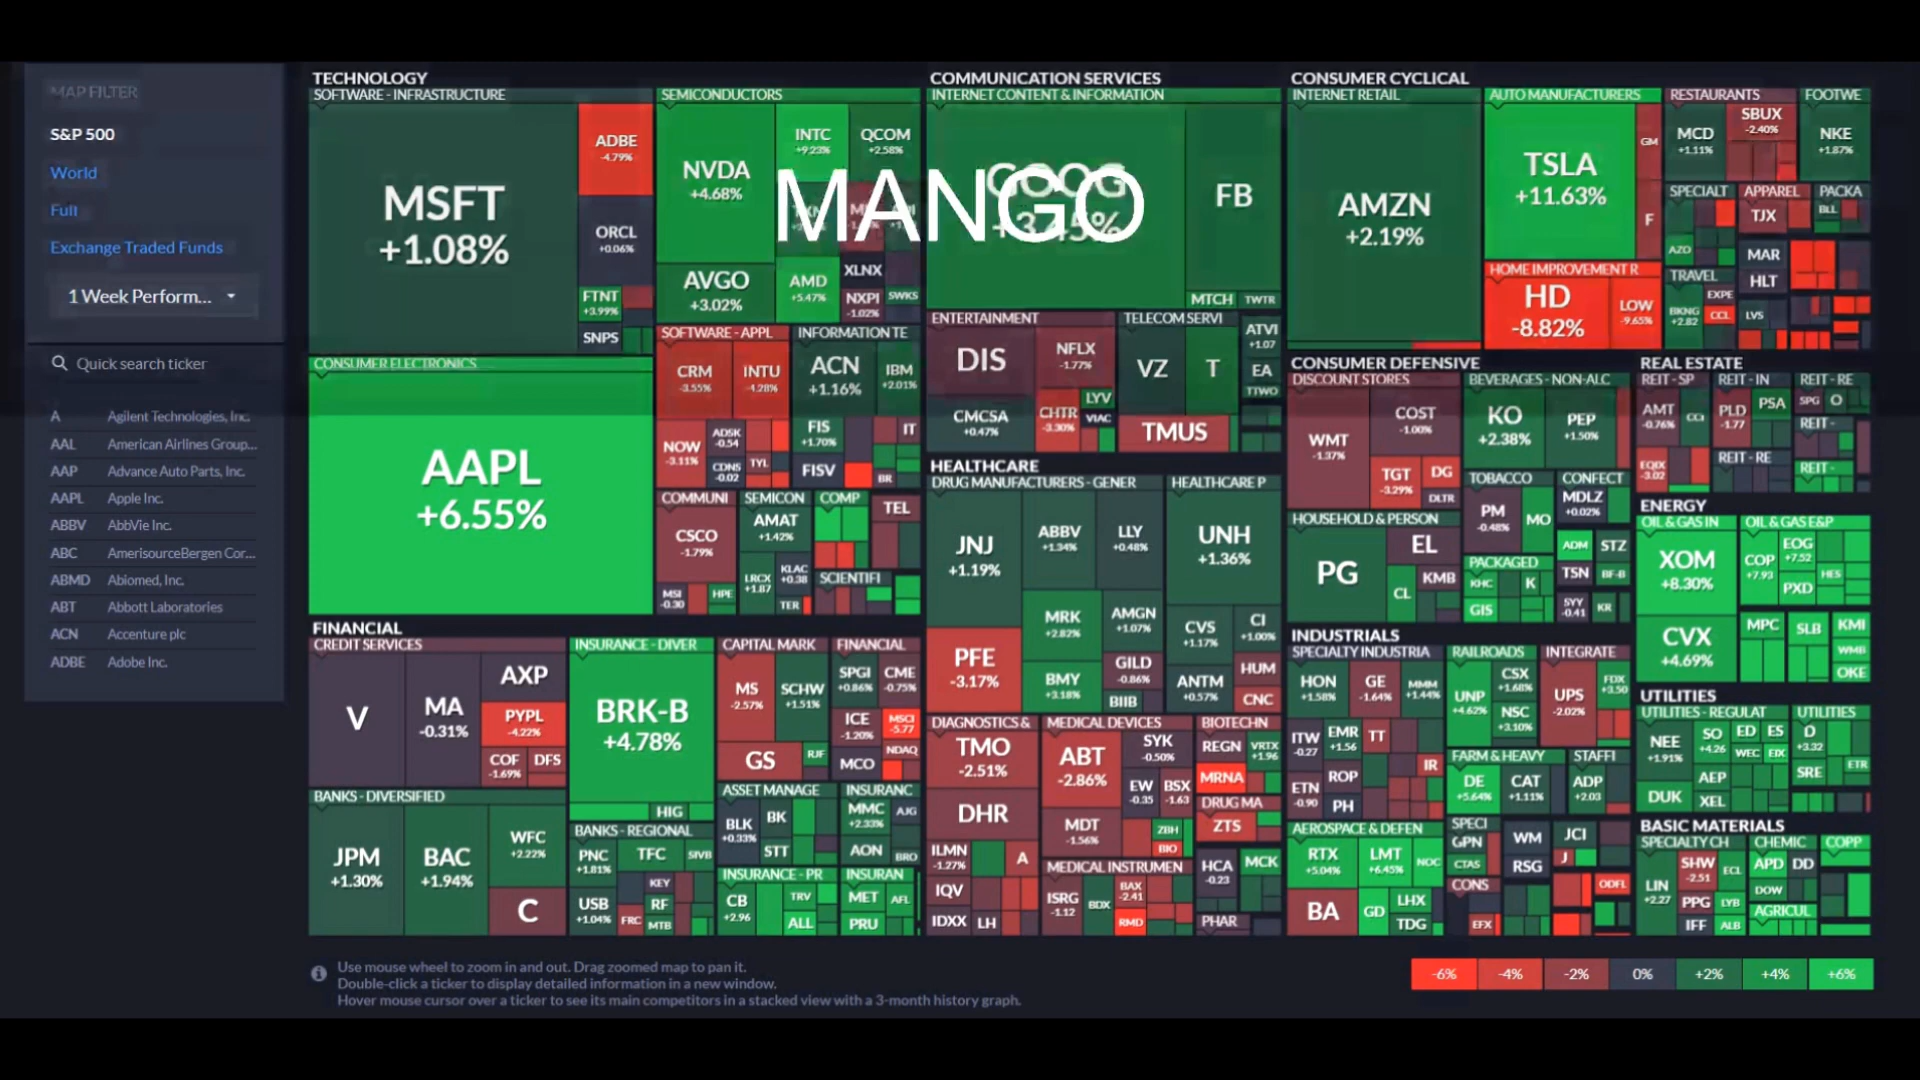 MAP FILTER
S&P 500
World
Full
Exchange Traded Funds
1 Week Perform...
Quick search ticker
A Agilent Technologies, Inc.
AAL American Airlines Group...
AAP Advance Auto Parts, Inc.
AAPL Apple Inc.
ABBV AbbVie Inc.
ABC AmerisourceBergen Cor...
ABMD Abiomed, Inc.
ABT Abbott Laboratories
ACN Accenture plc
ADBE Adobe Inc.
MANGO
TECHNOLOGY
SOFTWARE - INFRASTRUCTURE
MSFT
+1.08%
ADBE
-4.79%
ORCL
+0.06%
FTNT
+3.99%
SNPS
SEMICONDUCTORS
NVDA
+4.68%
INTC
+9.23%
QCOM
+2.58%
AVGO
+3.02%
AMD
+5.47%
XLNX
NXPI
-1.02%
SWKS
CONSUMER ELECTRONICS
AAPL
+6.55%
SOFTWARE - APPL
CRM
-3.55%
INTU
-4.28%
NOW
-3.11%
ADSK
-0.54
CDNS
-0.02
TYL
INFORMATION TE
ACN
+1.16%
IBM
+2.01%
FIS
+1.70%
IT
FISV
BR
COMMUNI
CSCO
-1.79%
MSI
-0.30
HPE
SEMICON
AMAT
+1.42%
LRCX
+1.87
KLAC
+0.38
TER
COMP
TEL
SCIENTIFI
COMMUNICATION SERVICES
INTERNET CONTENT & INFORMATION
GOOG
+3.45%
FB
MTCH
TWTR
ENTERTAINMENT
DIS
NFLX
-1.77%
CMCSA
+0.47%
CHTR
-3.30%
LYV
VIAC
TELECOM SERVI
VZ
T
TMUS
ATVI
+1.07
EA
TTWO
CONSUMER CYCLICAL
INTERNET RETAIL
AMZN
+2.19%
AUTO MANUFACTURERS
TSLA
+11.63%
GM
F
HOME IMPROVEMENT R
HD
-8.82%
LOW
-9.65%
RESTAURANTS
MCD
+1.11%
SBUX
-2.40%
FOOTWE
NKE
+1.87%
SPECIALT
AZO
APPAREL
TJX
PACKA
BLL
MAR
HLT
TRAVEL
BKNG
+2.82
EXPE
CCL
LVS
HEALTHCARE
DRUG MANUFACTURERS - GENER
JNJ
+1.19%
ABBV
+1.34%
LLY
+0.48%
PFE
-3.17%
MRK
+2.82%
AMGN
+1.07%
BMY
+3.18%
GILD
-0.86%
BIIB
HEALTHCARE P
UNH
+1.36%
CVS
+1.17%
CI
+1.00%
ANTM
+0.57%
HUM
CNC
DIAGNOSTICS &
TMO
-2.51%
DHR
ILMN
-1.27%
A
IQV
IDXX
LH
MEDICAL DEVICES
ABT
-2.86%
SYK
-0.50%
EW
-0.35
BSX
-1.63
MDT
-1.56%
ZBH
BIO
MEDICAL INSTRUMEN
ISRG
-1.12
BDX
BAX
-2.41
RMD
BIOTECHN
REGN
VRTX
+1.96
MRNA
DRUG MA
ZTS
HCA
-0.23
MCK
PHAR
CONSUMER DEFENSIVE
DISCOUNT STORES
WMT
-1.37%
COST
-1.00%
TGT
-3.29%
DG
DLTR
BEVERAGES - NON-ALC
KO
+2.38%
PEP
+1.50%
TOBACCO
PM
-0.48%
MO
CONFECT
MDLZ
+0.02%
HOUSEHOLD & PERSON
PG
EL
CL
KMB
PACKAGED
KHC
K
GIS
ADM
STZ
TSN
BF-B
SYY
-0.41
KR
REAL ESTATE
REIT - SP
AMT
-0.76%
CCI
EQIX
-3.02
REIT - IN
PLD
-1.77
PSA
REIT - RE
SPG
O
REIT -
REIT - RE
REIT -
ENERGY
OIL & GAS IN
XOM
+8.30%
CVX
+4.69%
OIL & GAS E&P
COP
+7.93
EOG
+7.52
PXD
HES
MPC
SLB
KMI
WMB
OKE
FINANCIAL
CREDIT SERVICES
V
MA
-0.31%
AXP
PYPL
-4.22%
COF
-1.69%
DFS
INSURANCE - DIVER
BRK-B
+4.78%
HIG
CAPITAL MARK
MS
-2.57%
SCHW
+1.51%
GS
RJF
FINANCIAL
SPGI
+0.86%
CME
-0.75%
ICE
-1.20%
MSCI
-5.77
MCO
NDAQ
BANKS - DIVERSIFIED
JPM
+1.30%
BAC
+1.94%
WFC
+2.22%
C
BANKS - REGIONAL
PNC
+1.81%
TFC
SIVB
KEY
USB
+1.04%
FRC
RF
MTB
ASSET MANAGE
BLK
+0.33%
BK
STT
INSURANC
MMC
+2.33%
AJG
AON
BRO
INSURANCE - PR
CB
+2.96
TRV
ALL
INSURAN
MET
AFL
PRU
INDUSTRIALS
SPECIALTY INDUSTRIA
HON
+1.58%
GE
-1.64%
MMM
+1.44%
ITW
-0.27
EMR
+1.56
TT
ETN
-0.90
ROP
IR
PH
RAILROADS
UNP
+4.62%
CSX
+1.68%
NSC
+3.10%
INTEGRATE
UPS
-2.02%
FDX
+3.50
FARM & HEAVY
DE
+5.64%
CAT
+1.11%
STAFFI
ADP
+2.03
AEROSPACE & DEFEN
RTX
+5.04%
LMT
+6.45%
NOC
BA
GD
LHX
TDG
SPECI
GPN
CTAS
WM
RSG
JCI
J
CONS
EFX
ODFL
UTILITIES
UTILITIES - REGULAT
NEE
+1.91%
SO
+4.26
ED
ES
WEC
EIX
AEP
DUK
XEL
UTILITIES
D
+3.32
SRE
ETR
BASIC MATERIALS
SPECIALTY CH
LIN
+2.27
SHW
-2.51
ECL
PPG
LYB
IFF
ALB
CHEMIC
APD
DD
DOW
COPP
AGRICUL
Use mouse wheel to zoom in and out. Drag zoomed map to pan it.
Double-click a ticker to display detailed information in a new window.
Hover mouse cursor over a ticker to see its main competitors in a stacked view with a 3-month history graph.
-6% -4% -2% 0% +2% +4% +6%